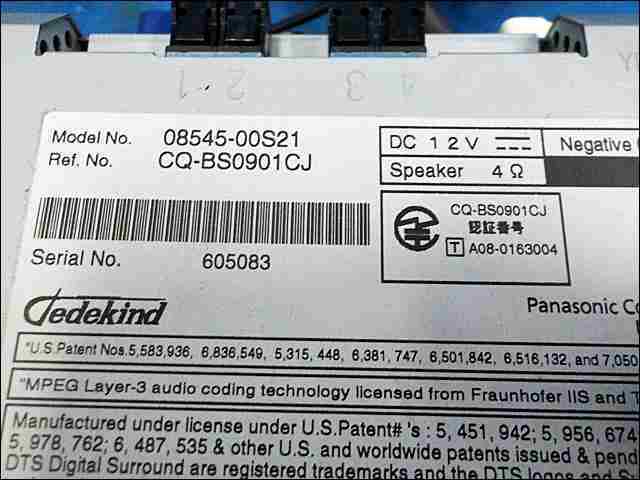 2 1 3 4
Model No. 08545-00S21
Ref. No. CQ-BS0901CJ
DC 12V Negative
Speaker 4 Ω
CQ-BS0901CJ
認証番号
T A08-0163004
Serial No. 605083
Dedekind
Panasonic Co
"U.S.Patent Nos.5,583,936, 6,836,549, 5,315, 448, 6,381, 747, 6,501,842, 6,516,132, and 7,050
"MPEG Layer-3 audio coding technology licensed from Fraunhofer IIS and T
Manufactured under license under U.S.Patent# 's : 5, 451, 942; 5, 956, 674
5, 978, 762; 6, 487, 535 & other U.S. and worldwide patents issued & pend
DTS Digital Surround are registered trademarks and the DTS logos and S